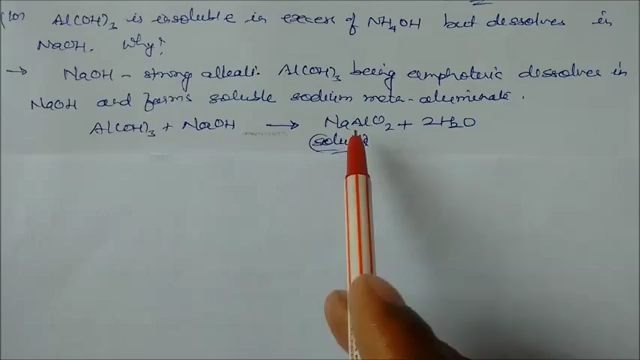 (10) Al(OH)3 is insoluble in excess of NH4OH but dissolves in
NaOH. Why?
→ NaOH - strong alkali. Al(OH)3 being amphoteric dissolves in
NaOH and forms soluble sodium meta-aluminate.
Al(OH)3 + NaOH → NaAlO2 + 2H2O
soluble